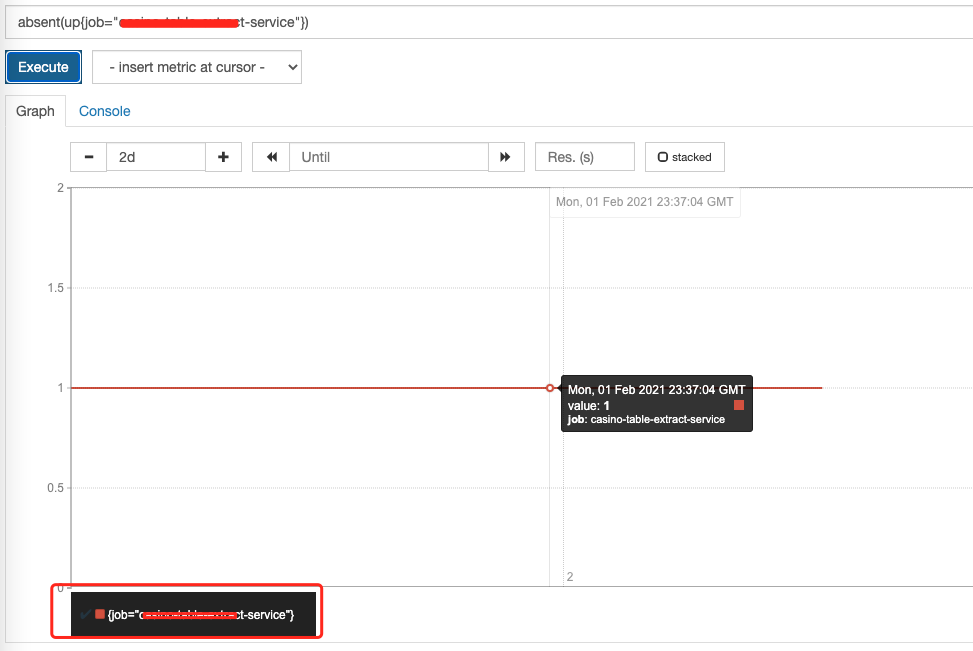 absent(up{job="t-service"})
Execute
- insert metric at cursor -
Graph
Console
2d
Until
Res. (s)
stacked
2
Mon, 01 Feb 2021 23:37:04 GMT
1.5
1
Mon, 01 Feb 2021 23:37:04 GMT
value: 1
job: casino-table-extract-service
0.5
2
0
{job="ct-service"}